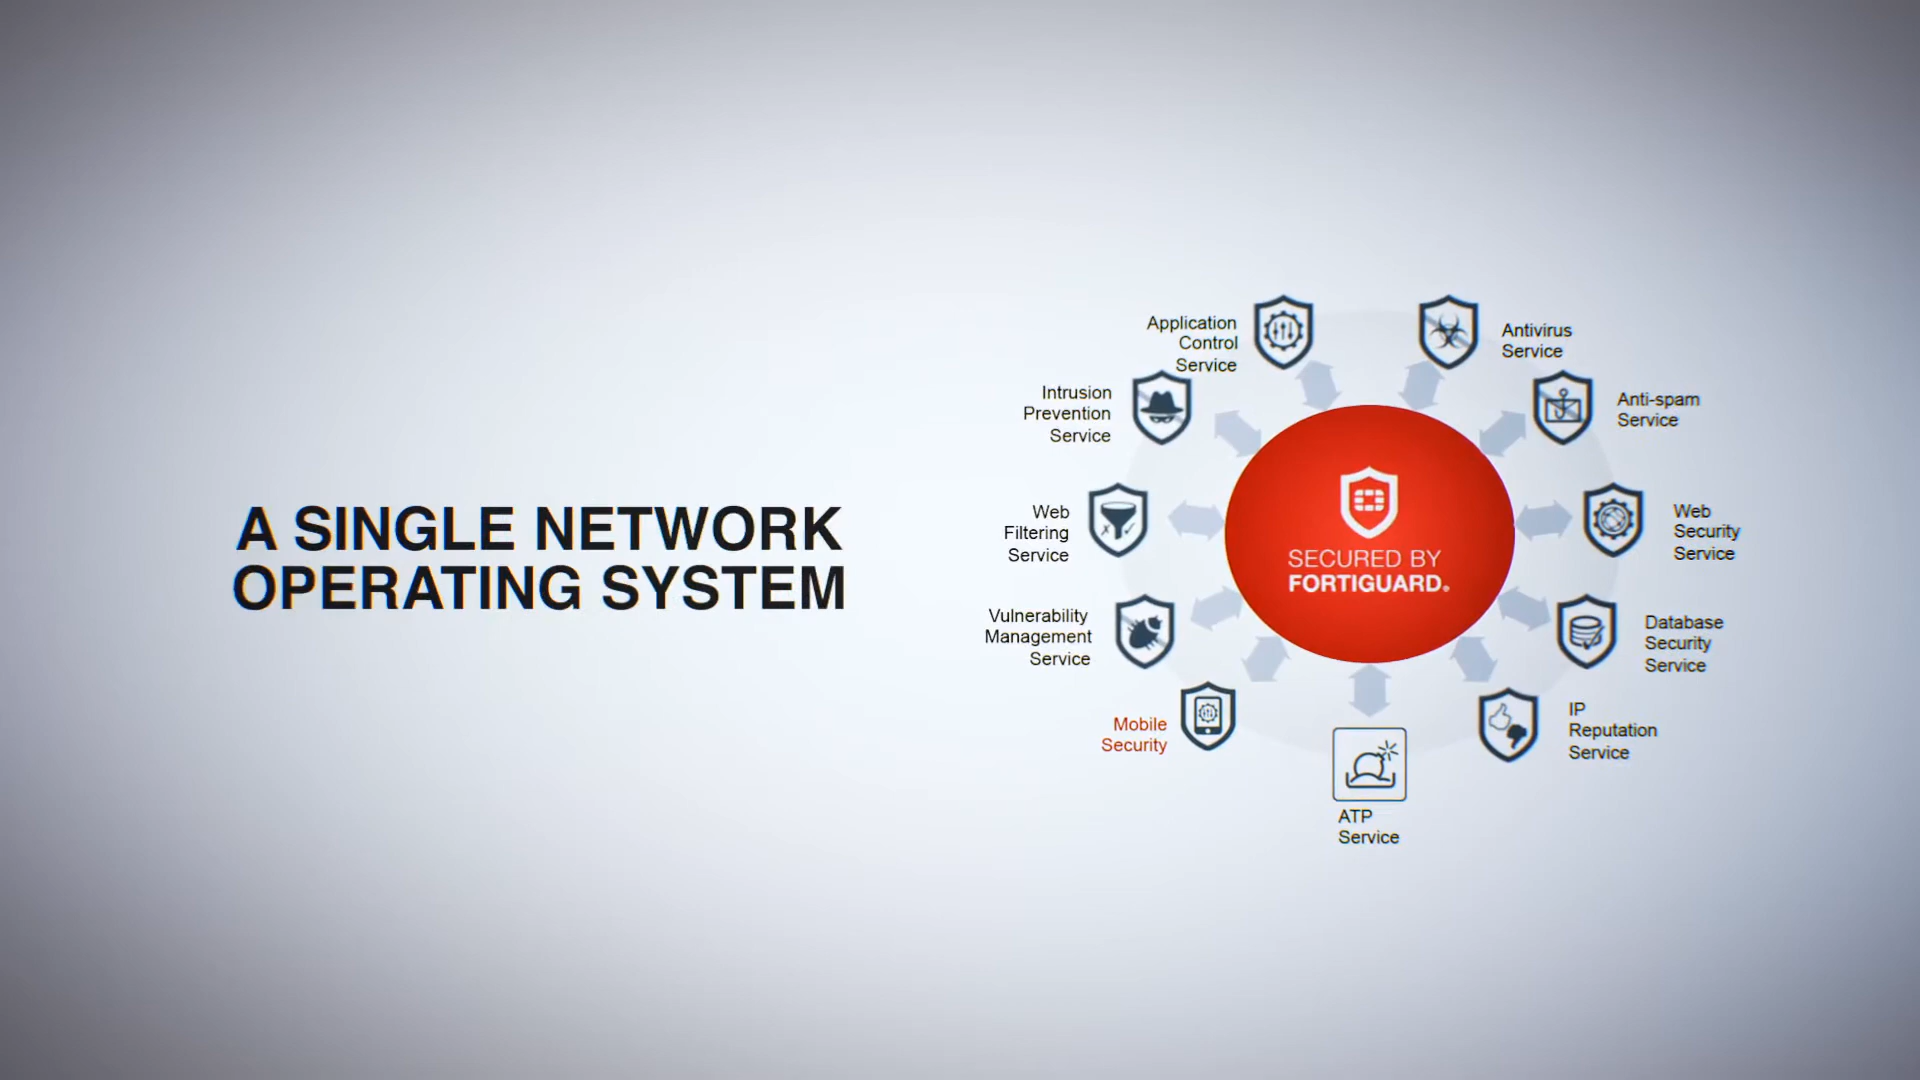 A SINGLE NETWORK
OPERATING SYSTEM
Application
Control
Service
Antivirus
Service
Intrusion
Prevention
Service
Anti-spam
Service
Web
Filtering
Service
SECURED BY
FORTIGUARD®
Web
Security
Service
Vulnerability
Management
Service
Database
Security
Service
Mobile
Security
IP
Reputation
Service
ATP
Service